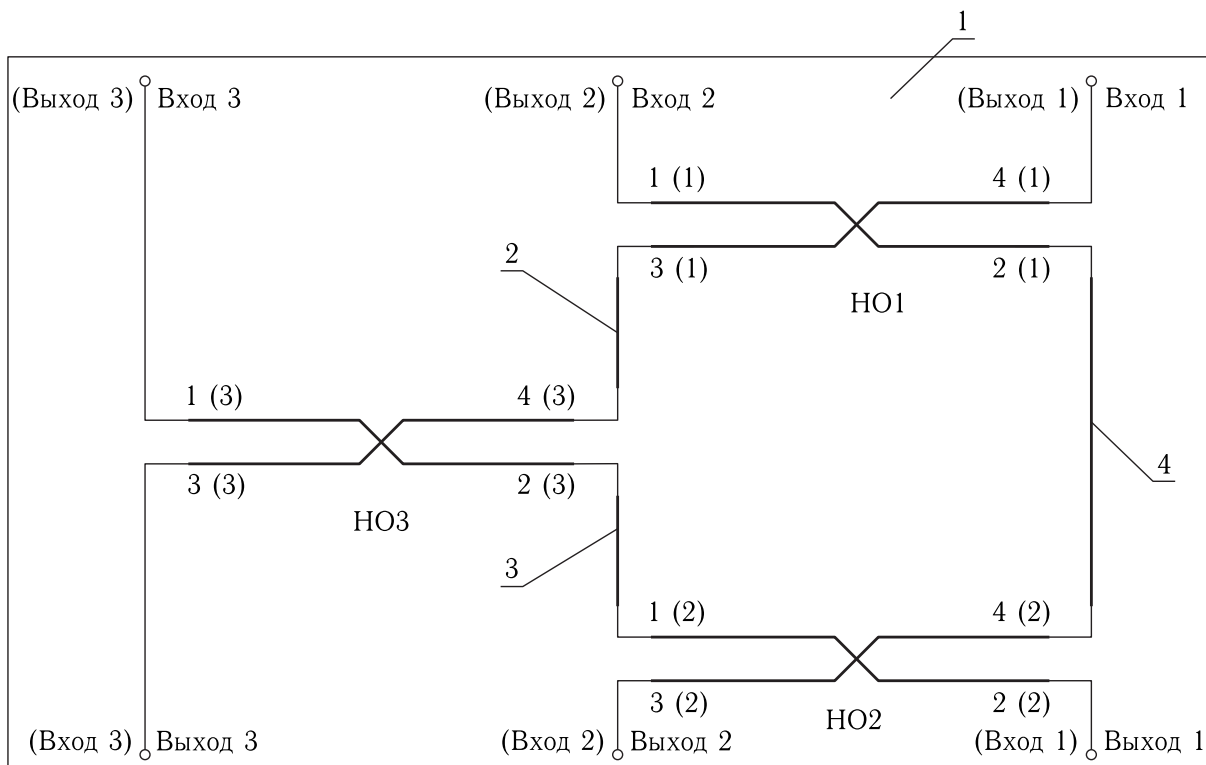 1
(Выход 3) Вход 3 (Выход 2) Вход 2 (Выход 1) Вход 1
1 (1) 4 (1)
2 3 (1) 2 (1)
НО1
1 (3) 4 (3)
3 (3) 2 (3) 4
НО3
3
1 (2) 4 (2)
3 (2) 2 (2)
НО2
(Вход 3) Выход 3 (Вход 2) Выход 2 (Вход 1) Выход 1